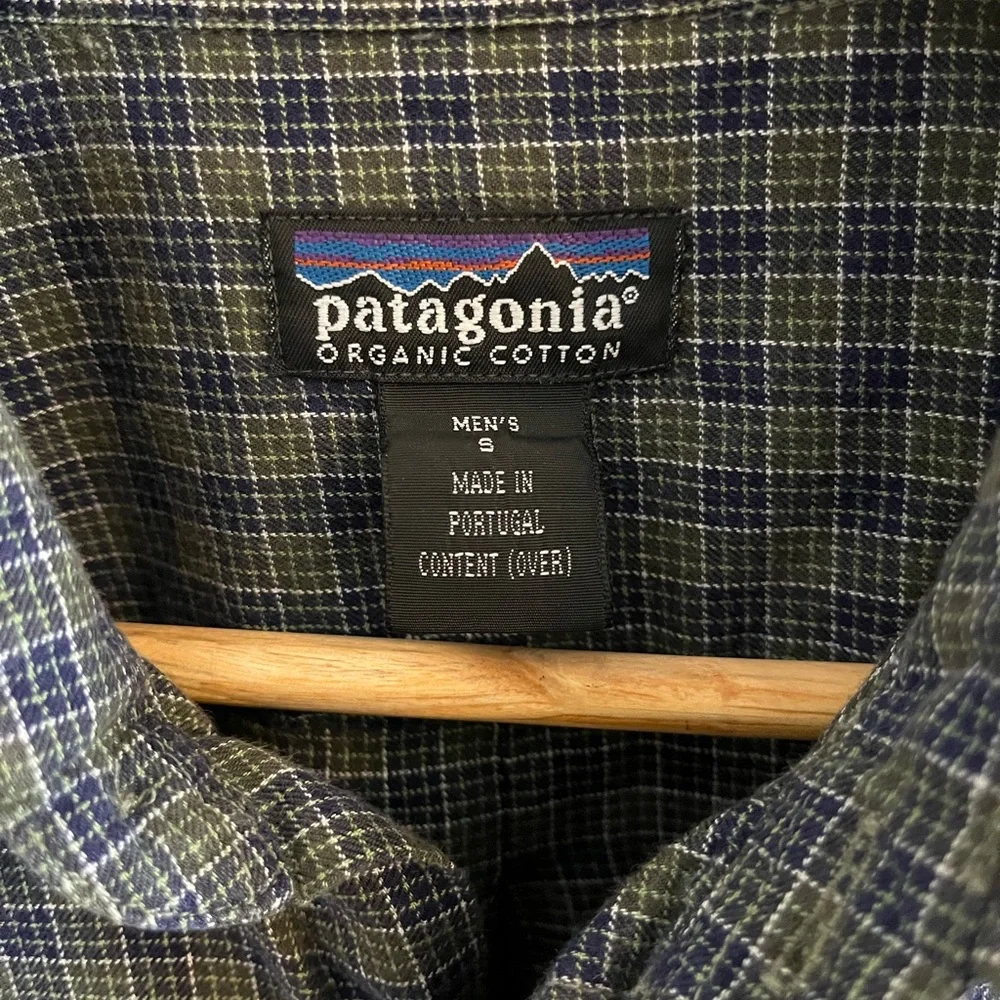 patagonia®
ORGANIC COTTON
MEN'S
S
MADE IN
PORTUGAL
CONTENT (OVER)